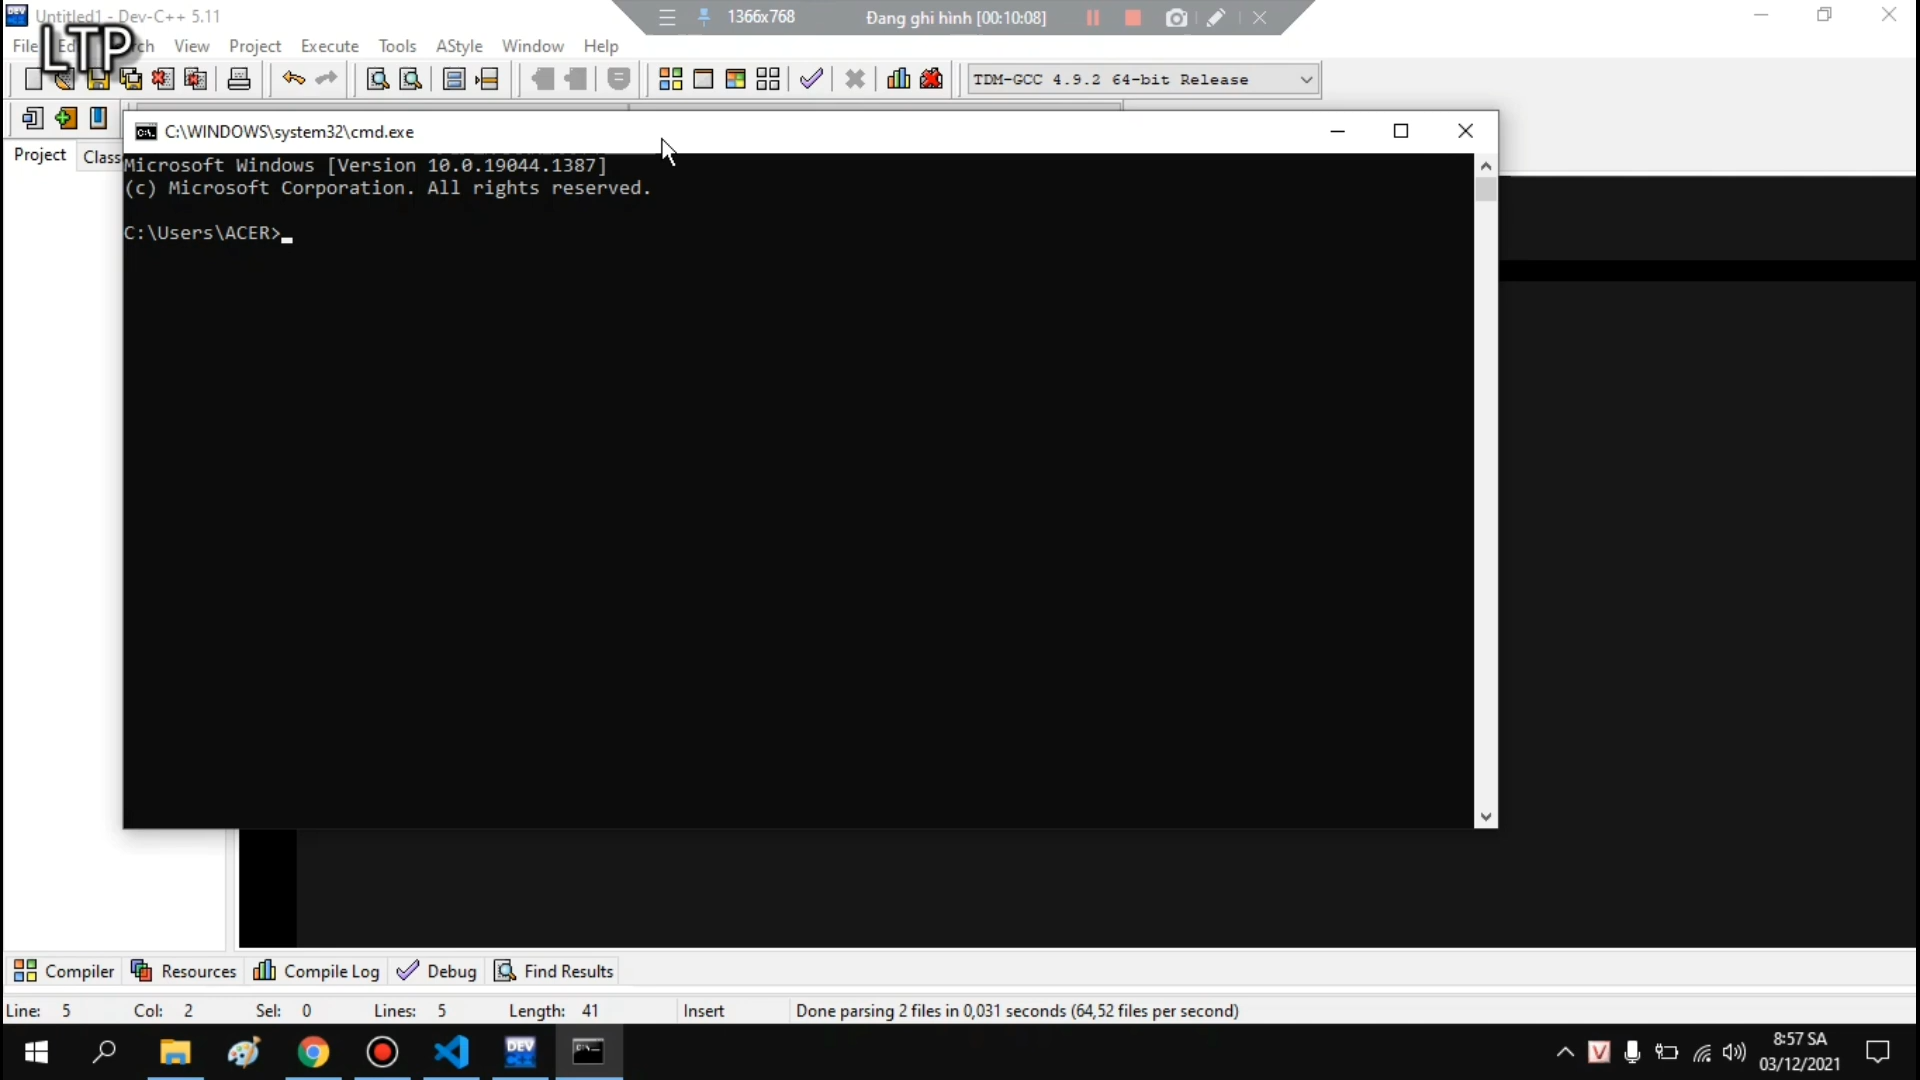 Untitled1 - Dev-C++ 5.11
1366x768
Đang ghi hình [00:10:08]
LTP
File
View
Project
Execute
Tools
AStyle
Window
Help
TDM-GCC 4.9.2 64-bit Release
C:\WINDOWS\system32\cmd.exe
Project
Microsoft Windows [Version 10.0.19044.1387]
(c) Microsoft Corporation. All rights reserved.
C:\Users\ACER>
Compiler
Resources
Compile Log
Debug
Find Results
Line: 5
Col: 2
Sel: 0
Lines: 5
Length: 41
Insert
Done parsing 2 files in 0,031 seconds (64,52 files per second)
DEV
V
8:57 SA
03/12/2021